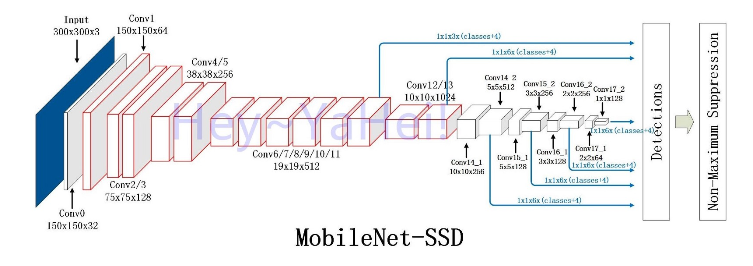 Input
300x300x3
Conv1
150x150x64
Conv4/5
38x38x256
Conv12/13
10x10x1024
1x1x3x(classes+4)
1x1x6x(classes+4)
Conv14_2
5x5x512
Conv15_2
3x3x256
Conv16_2
2x2x256
Conv17_2
1x1x128
Hey~YaHei!
1x1x6x(classes+4)
Conv0
150x150x32
Conv2/3
75x75x128
Conv6/7/8/9/10/11
19x19x512
Conv14_1
10x10x256
Conv15_1
5x5x128
Conv16_1
3x3x128
Conv17_1
2x2x64
1x1x6x(classes+4)
1x1x6x(classes+4)
1x1x6x(classes+4)
Detections
Non-Maximum Suppression
MobileNet-SSD